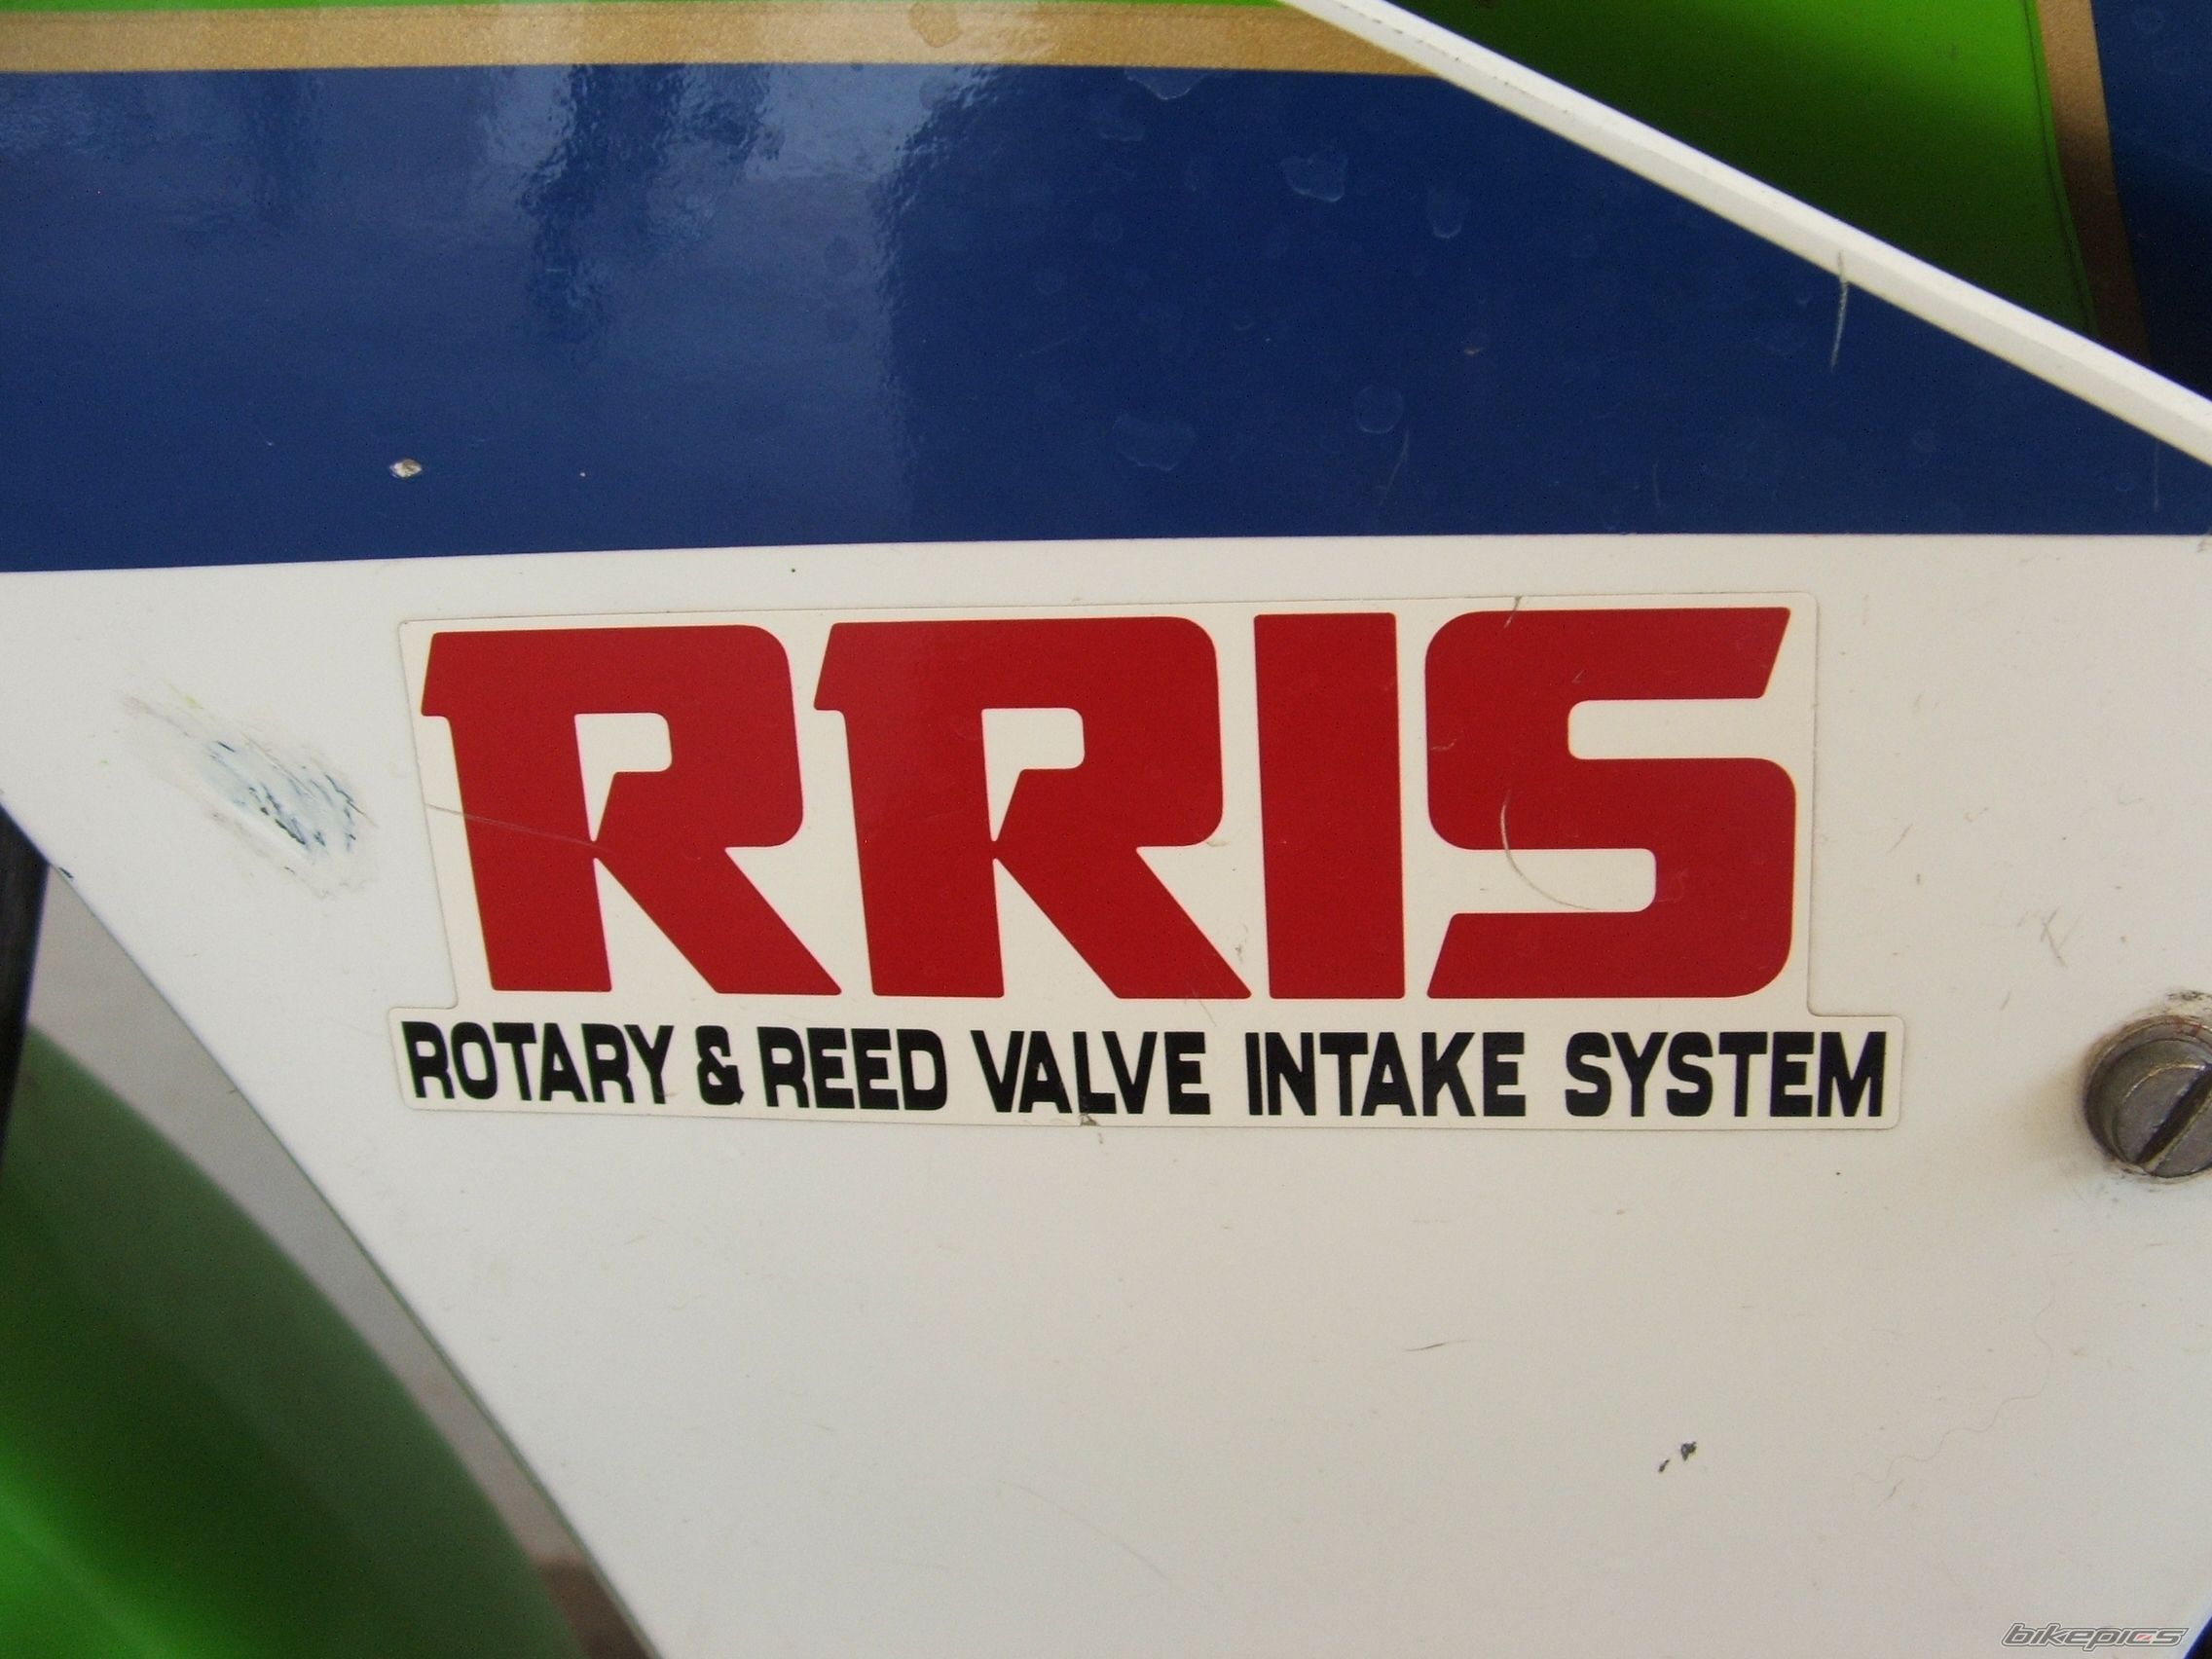 RRIS
ROTARY & REED VALVE INTAKE SYSTEM
bikepics